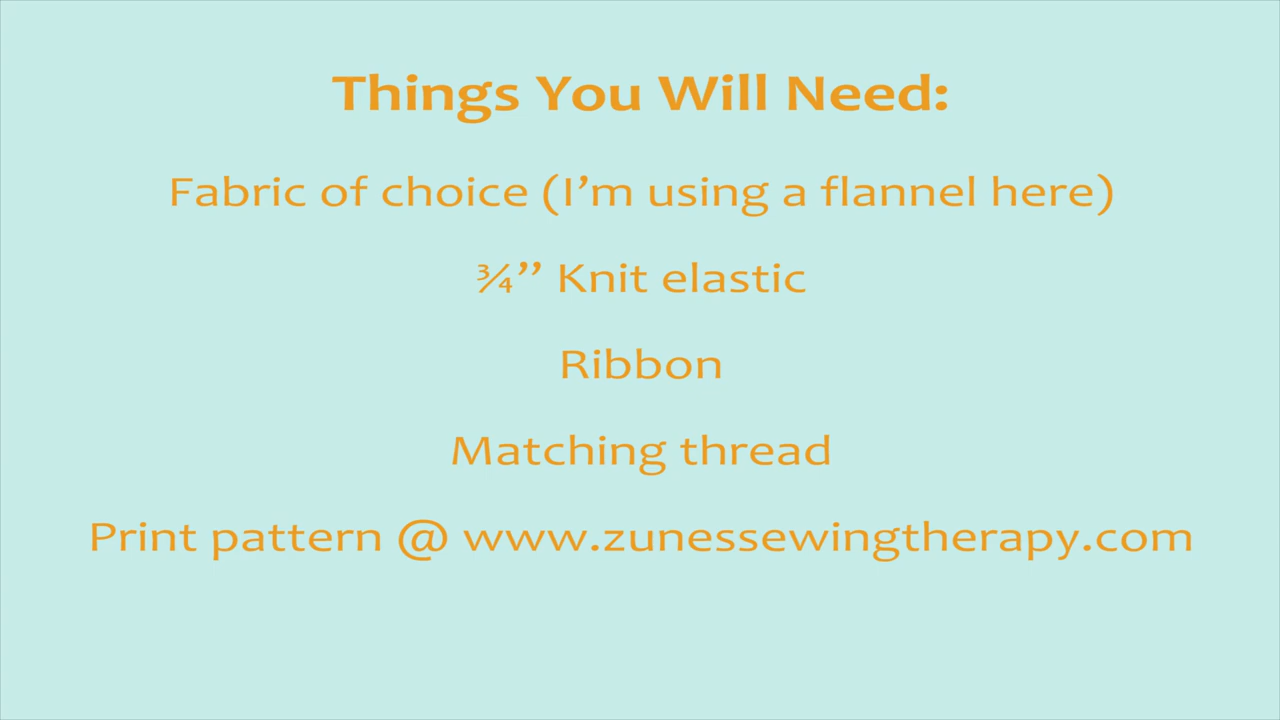 Things You Will Need:
Fabric of choice (I’m using a flannel here)
¾” Knit elastic
Ribbon
Matching thread
Print pattern @ www.zunessewingtherapy.com